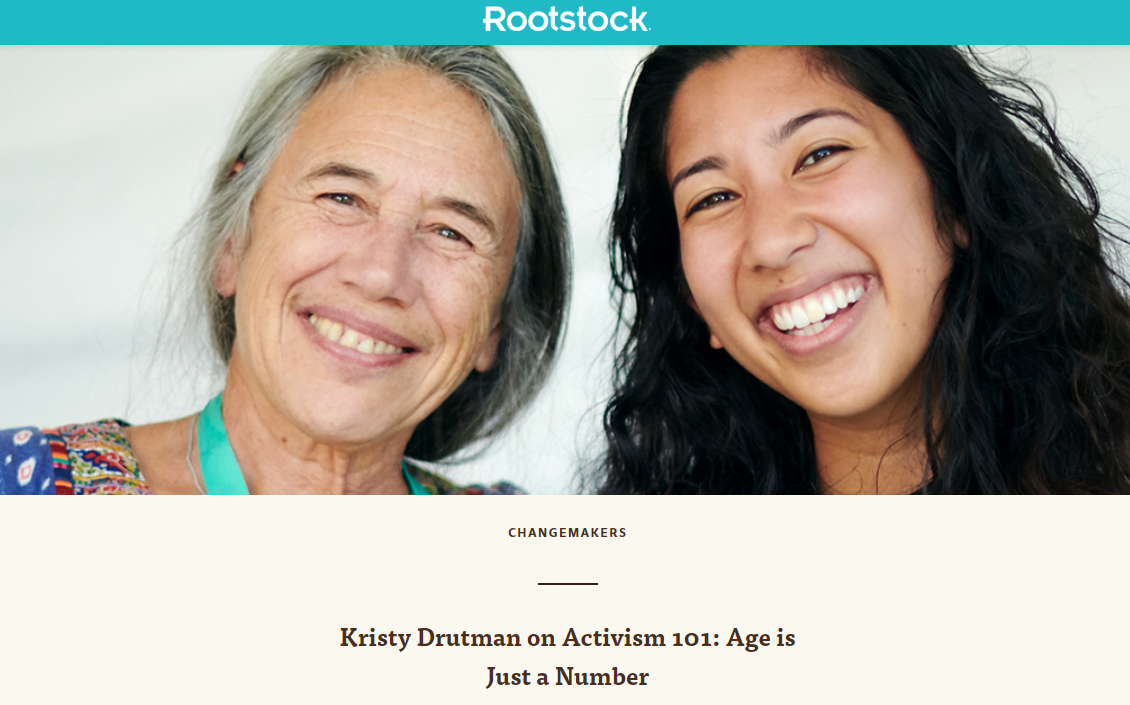 Rootstock
CHANGEMAKERS
Kristy Drutman on Activism 101: Age is
Just a Number